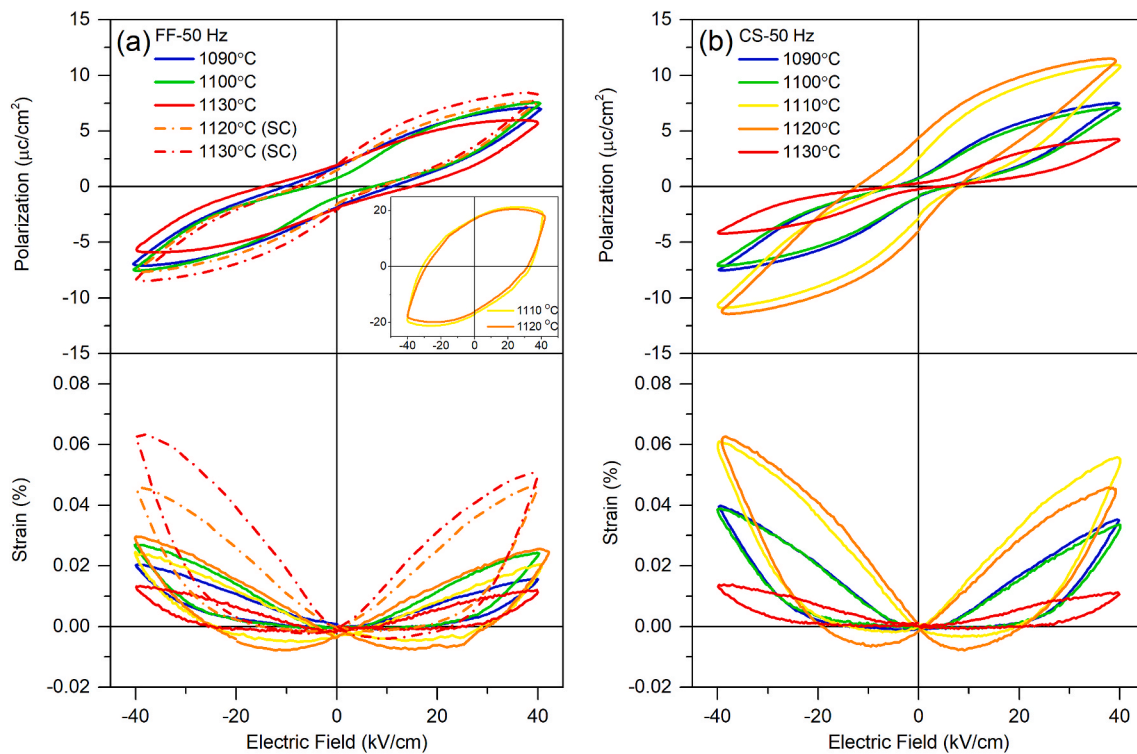 (a) FF-50 Hz
1090°C
1100°C
1130°C
1120°C (SC)
1130°C (SC)
15
10
5
0
-5
-10
-15
Polarization (μc/cm²)
20
0
-20
1110 °C
1120 °C
-40 -20 0 20 40
0.08
0.06
0.04
0.02
0.00
-0.02
Strain (%)
-40 -20 0 20 40
Electric Field (kV/cm)
(b) CS-50 Hz
1090°C
1100°C
1110°C
1120°C
1130°C
15
10
5
0
-5
-10
-15
Polarization (μc/cm²)
0.08
0.06
0.04
0.02
0.00
-0.02
Strain (%)
-40 -20 0 20 40
Electric Field (kV/cm)